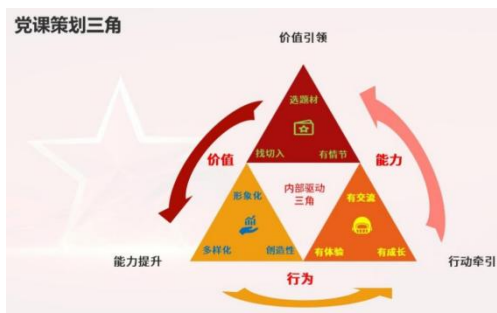 党课策划三角
价值引领
选题材
找切入 有情节
价值
能力
形象化
内部驱动
三角
有交流
多样化 创造性
有体验 有成长
能力提升
行动牵引
行为